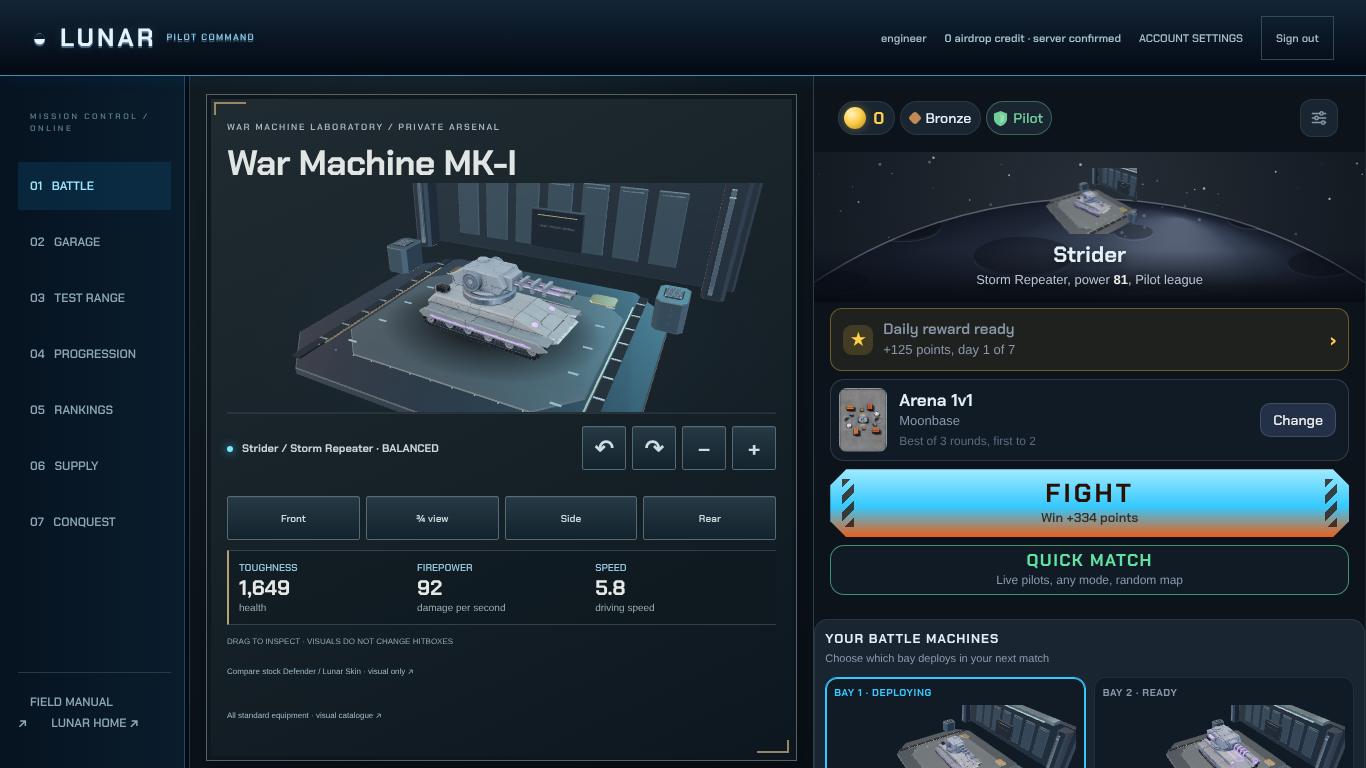 LUNAR PILOT COMMAND
engineer 0 airdrop credit · server confirmed ACCOUNT SETTINGS Sign out
MISSION CONTROL /
ONLINE
01 BATTLE
02 GARAGE
03 TEST RANGE
04 PROGRESSION
05 RANKINGS
06 SUPPLY
07 CONQUEST
FIELD MANUAL
↗ LUNAR HOME ↗
WAR MACHINE LABORATORY / PRIVATE ARSENAL
War Machine MK-I
Strider / Storm Repeater · BALANCED
↶ ↷ − +
Front ¾ view Side Rear
TOUGHNESS FIREPOWER SPEED
1,649 92 5.8
health damage per second driving speed
DRAG TO INSPECT · VISUALS DO NOT CHANGE HITBOXES
Compare stock Defender / Lunar Skin · visual only ↗
All standard equipment · visual catalogue ↗
0 Bronze Pilot
Strider
Storm Repeater, power 81, Pilot league
Daily reward ready
+125 points, day 1 of 7
›
Arena 1v1
Moonbase
Best of 3 rounds, first to 2
Change
FIGHT
Win +334 points
QUICK MATCH
Live pilots, any mode, random map
YOUR BATTLE MACHINES
Choose which bay deploys in your next match
BAY 1 · DEPLOYING BAY 2 · READY